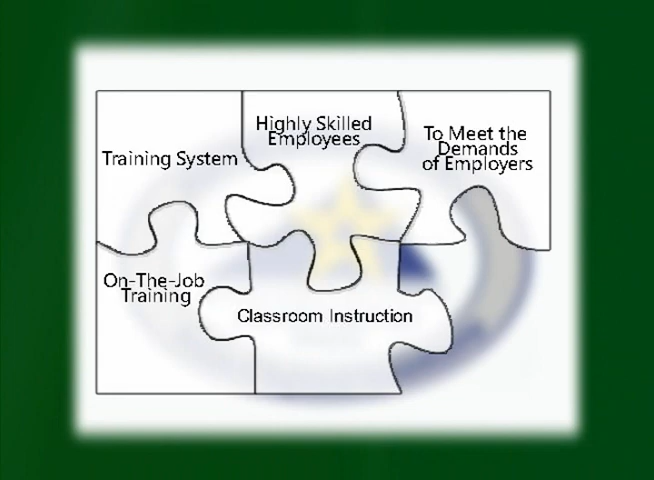 Highly Skilled
Employees
To Meet the
Demands
of Employers
Training System
On-The-Job
Training
Classroom Instruction